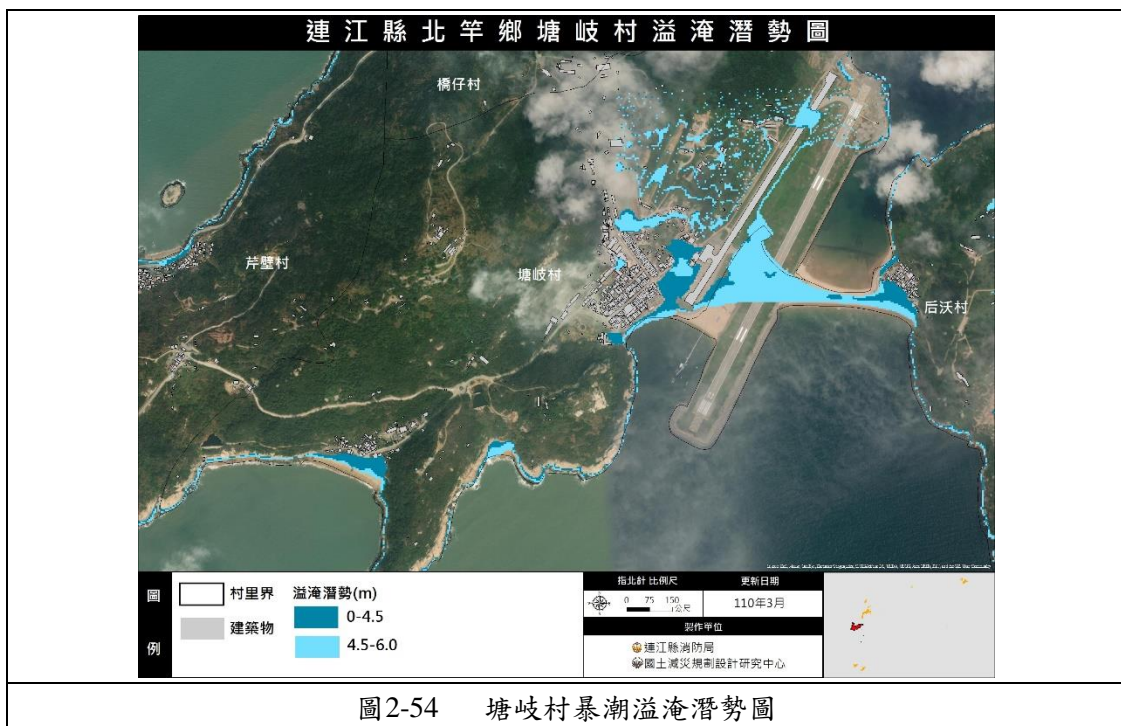 連江縣北竿鄉塘岐村溢淹潛勢圖
橋仔村
芹壁村
塘岐村
后沃村
圖例
村里界
建築物
溢淹潛勢(m)
0-4.5
4.5-6.0
指北針 比例尺
0 75 150
公尺
更新日期
110年3月
製作單位
連江縣消防局
國土減災規劃設計研究中心
圖2-54 塘岐村暴潮溢淹潛勢圖